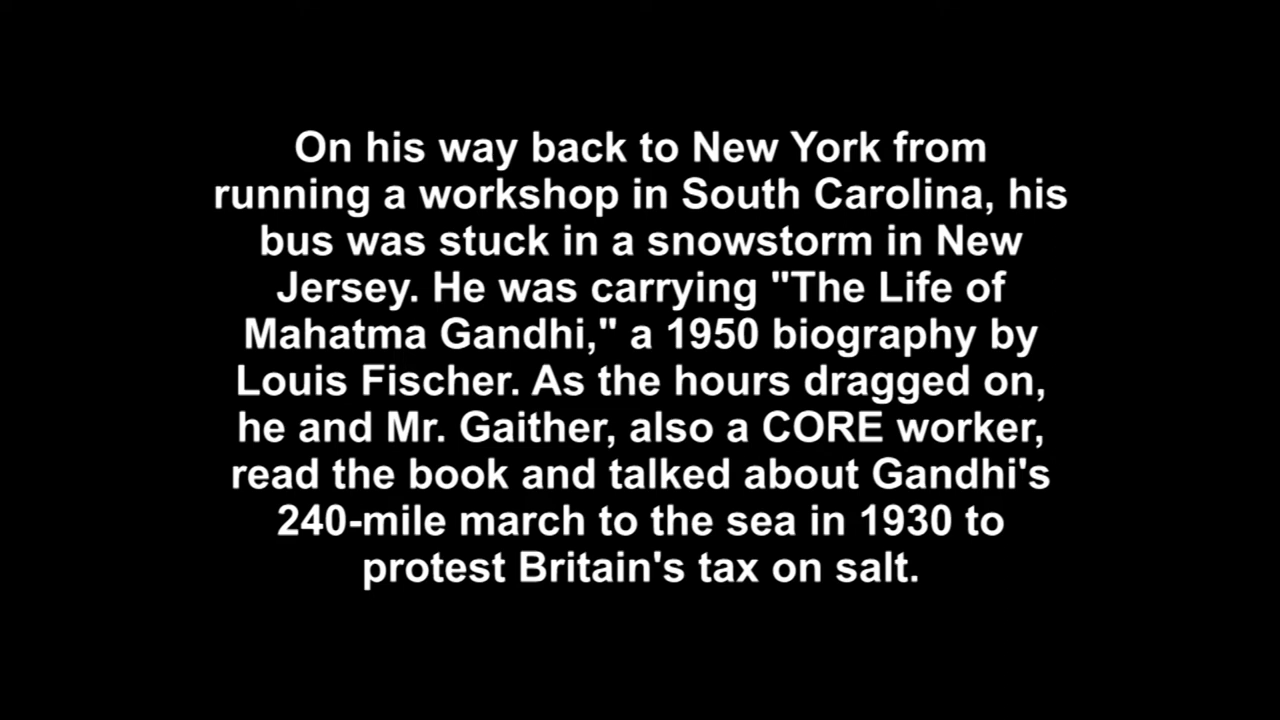 On his way back to New York from
running a workshop in South Carolina, his
bus was stuck in a snowstorm in New
Jersey. He was carrying "The Life of
Mahatma Gandhi," a 1950 biography by
Louis Fischer. As the hours dragged on,
he and Mr. Gaither, also a CORE worker,
read the book and talked about Gandhi's
240-mile march to the sea in 1930 to
protest Britain's tax on salt.